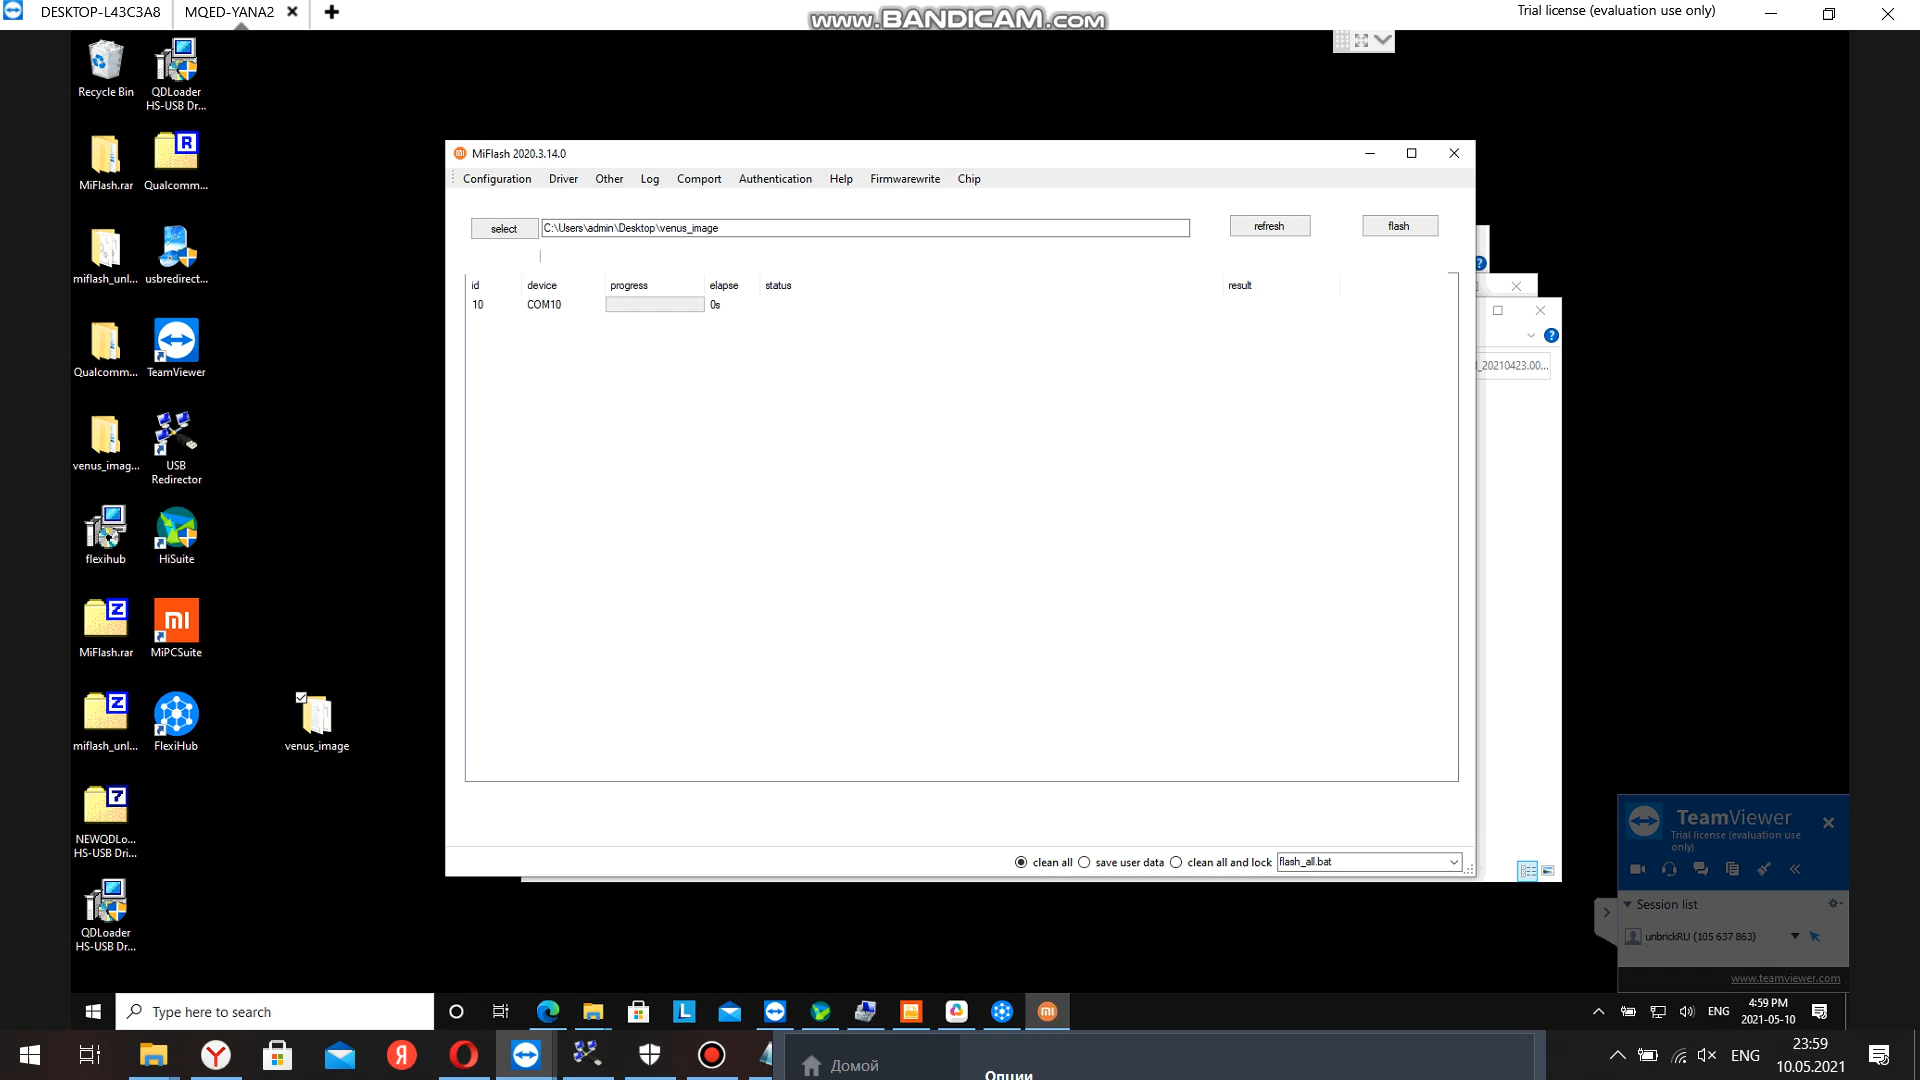 DESKTOP-L43C3A8
MQED-YANA2
www.BANDICAM.com
Trial license (evaluation use only)
Recycle Bin
QDLoader
HS-USB Dr...
MiFlash.rar
Qualcomm...
miflash_unl...
usbredirect...
Qualcomm...
TeamViewer
venus_imag...
USB
Redirector
flexihub
HiSuite
MiFlash.rar
MiPCSuite
miflash_unl...
FlexiHub
venus_image
NEWQDLo...
HS-USB Dri...
QDLoader
HS-USB Dr...
MiFlash 2020.3.14.0
Configuration Driver Other Log Comport Authentication Help Firmwarewrite Chip
select
C:\Users\admin\Desktop\venus_image
refresh
flash
id device progress elapse status result
10 COM10 0s
_20210423.00...
clean all
save user data
clean all and lock
flash_all.bat
TeamViewer
Trial license (evaluation use
only)
Session list
unbrickRU (105 637 863)
www.teamviewer.com
Type here to search
ENG
4:59 PM
2021-05-10
Домой
Опции
ENG
23:59
10.05.2021